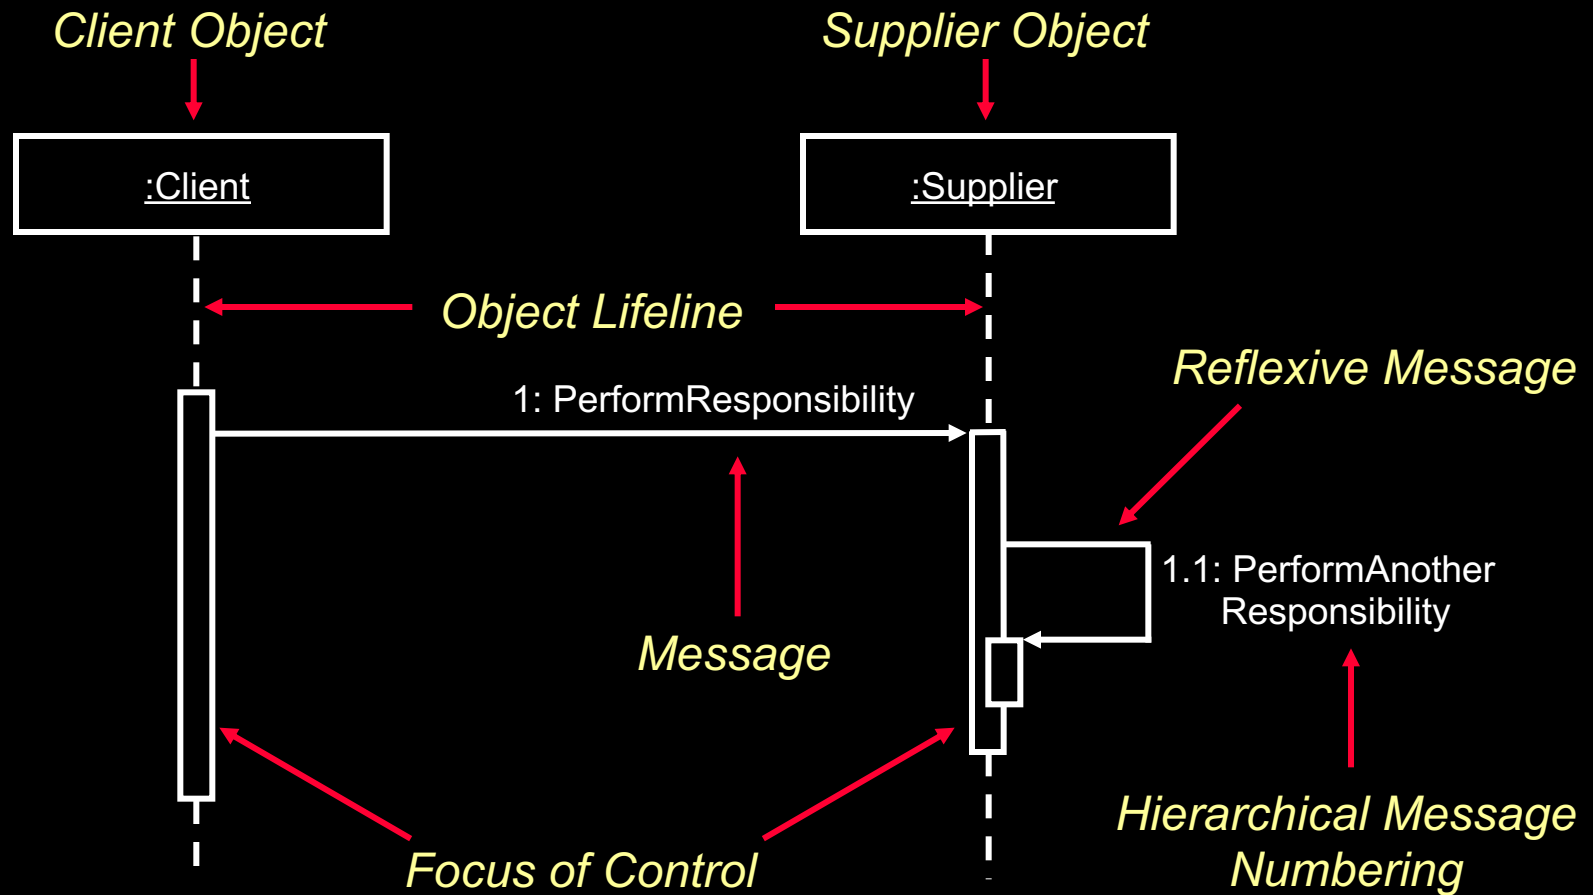 Client Object
Supplier Object
:Client
:Supplier
Object Lifeline
Reflexive Message
1: PerformResponsibility
1.1: PerformAnother
Responsibility
Message
Hierarchical Message
Numbering
Focus of Control